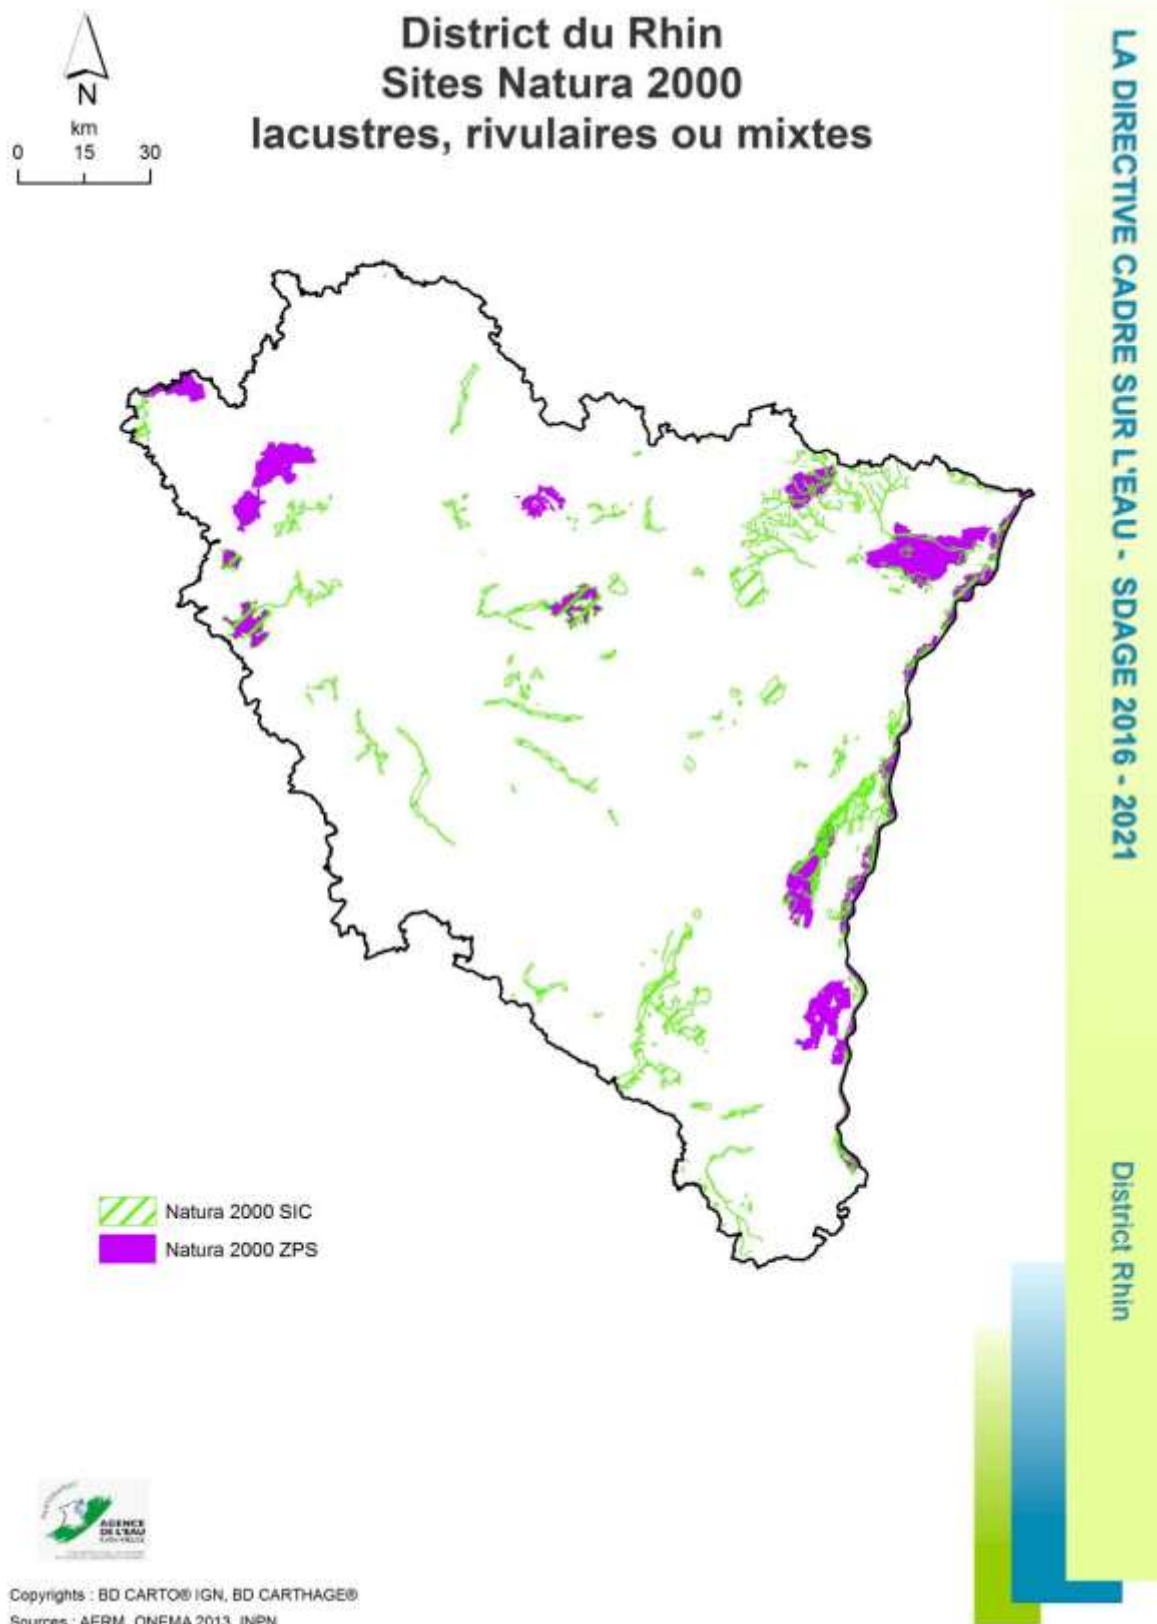 District du Rhin
Sites Natura 2000
lacustres, rivulaires ou mixtes
N
km
0 15 30
LA DIRECTIVE CADRE SUR L'EAU - SDAGE 2016 - 2021
District Rhin
Natura 2000 SIC
Natura 2000 ZPS
AGENCE
DE L'EAU
Copyrights : BD CARTO® IGN, BD CARTHAGE®
Sources : AERM, ONEMA 2013, INPN